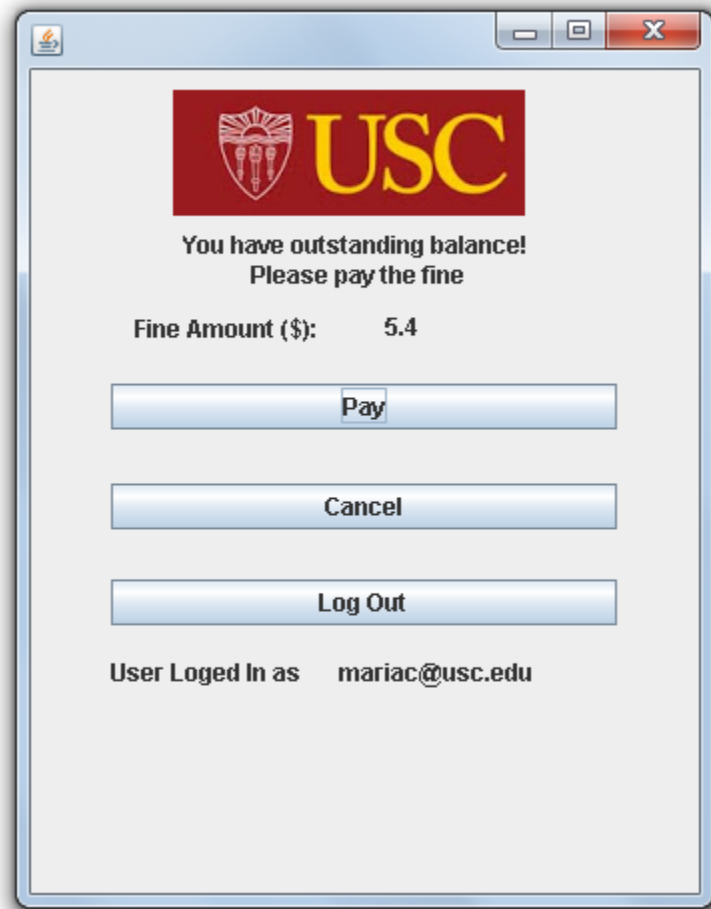 USC
You have outstanding balance!
Please pay the fine
Fine Amount ($): 5.4
Pay
Cancel
Log Out
User Loged In as mariac@usc.edu